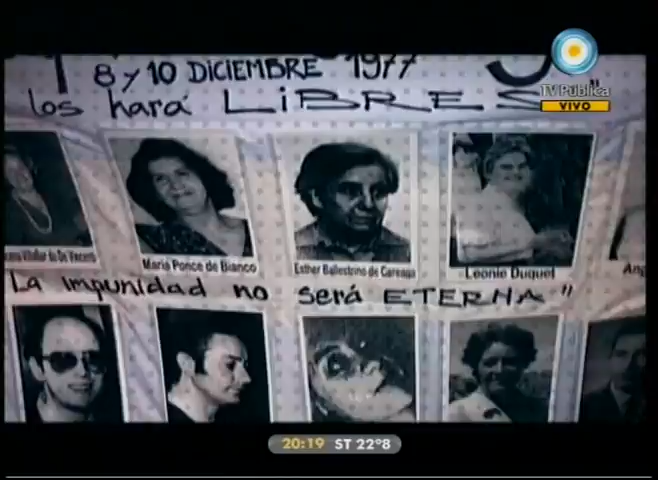 8 y 10 DICIEMBRE 1977
los hará LIBRES"
TV Pública
VIVO
María Ponce de Bianco
Esther Ballestrino de Careaga
Leonie Duquet
Ang
La impunidad no será ETERNA"
20:19 ST 22°8